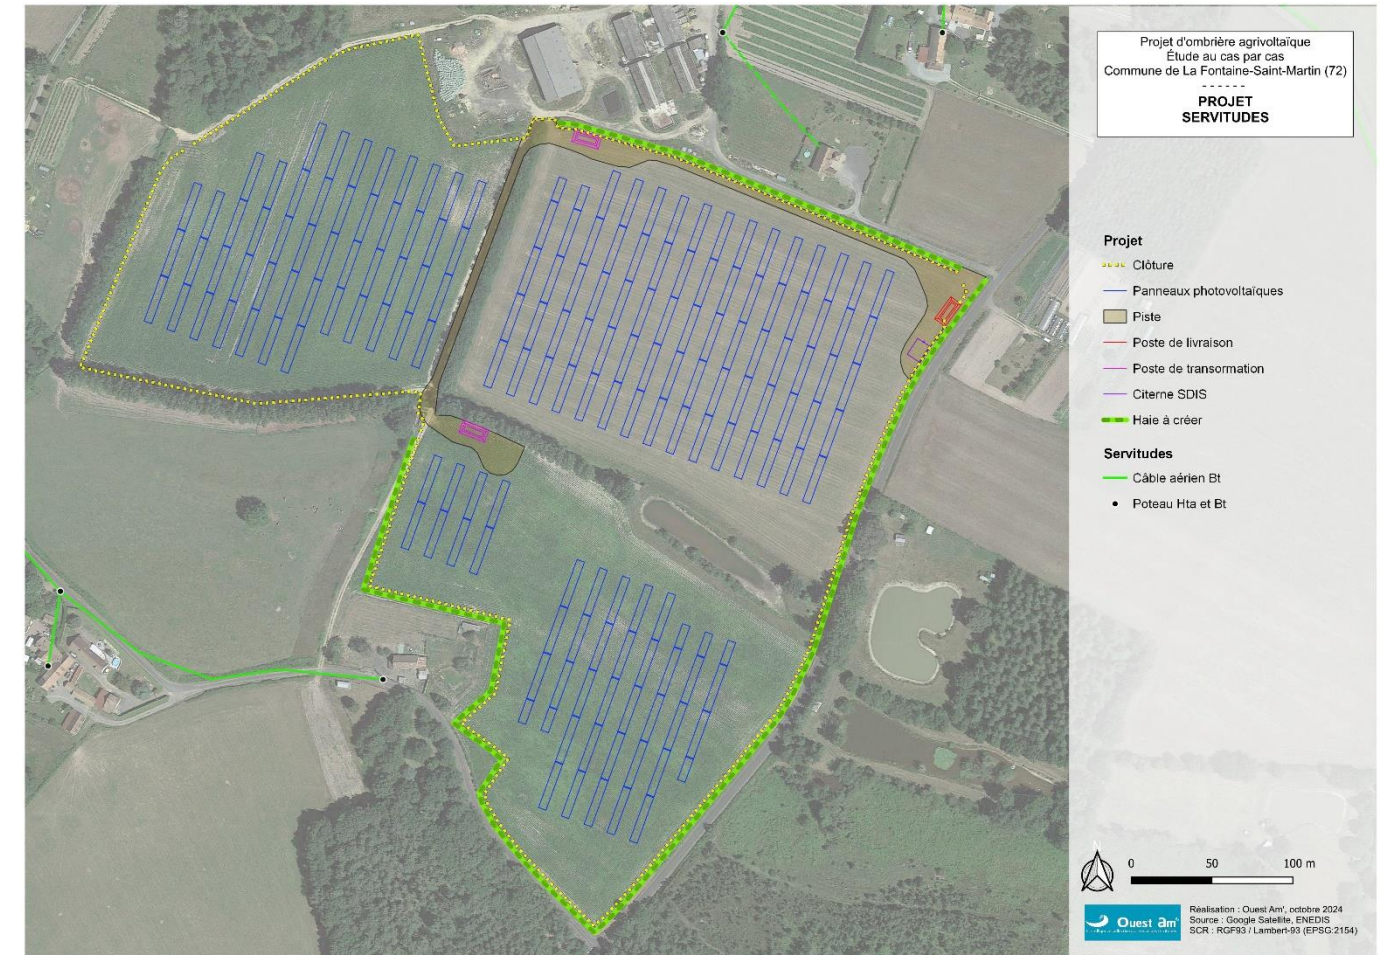 Projet d'ombrière agrivoltaïque
Étude au cas par cas
Commune de La Fontaine-Saint-Martin (72)
------
PROJET
SERVITUDES
Projet
Clôture
Panneaux photovoltaïques
Piste
Poste de livraison
Poste de transormation
Citerne SDIS
Haie à créer
Servitudes
Câble aérien Bt
Poteau Hta et Bt
0 50 100 m
Ouest am'
Réalisation : Ouest Am', octobre 2024
Source : Google Satellite, ENEDIS
SCR : RGF93 / Lambert-93 (EPSG:2154)